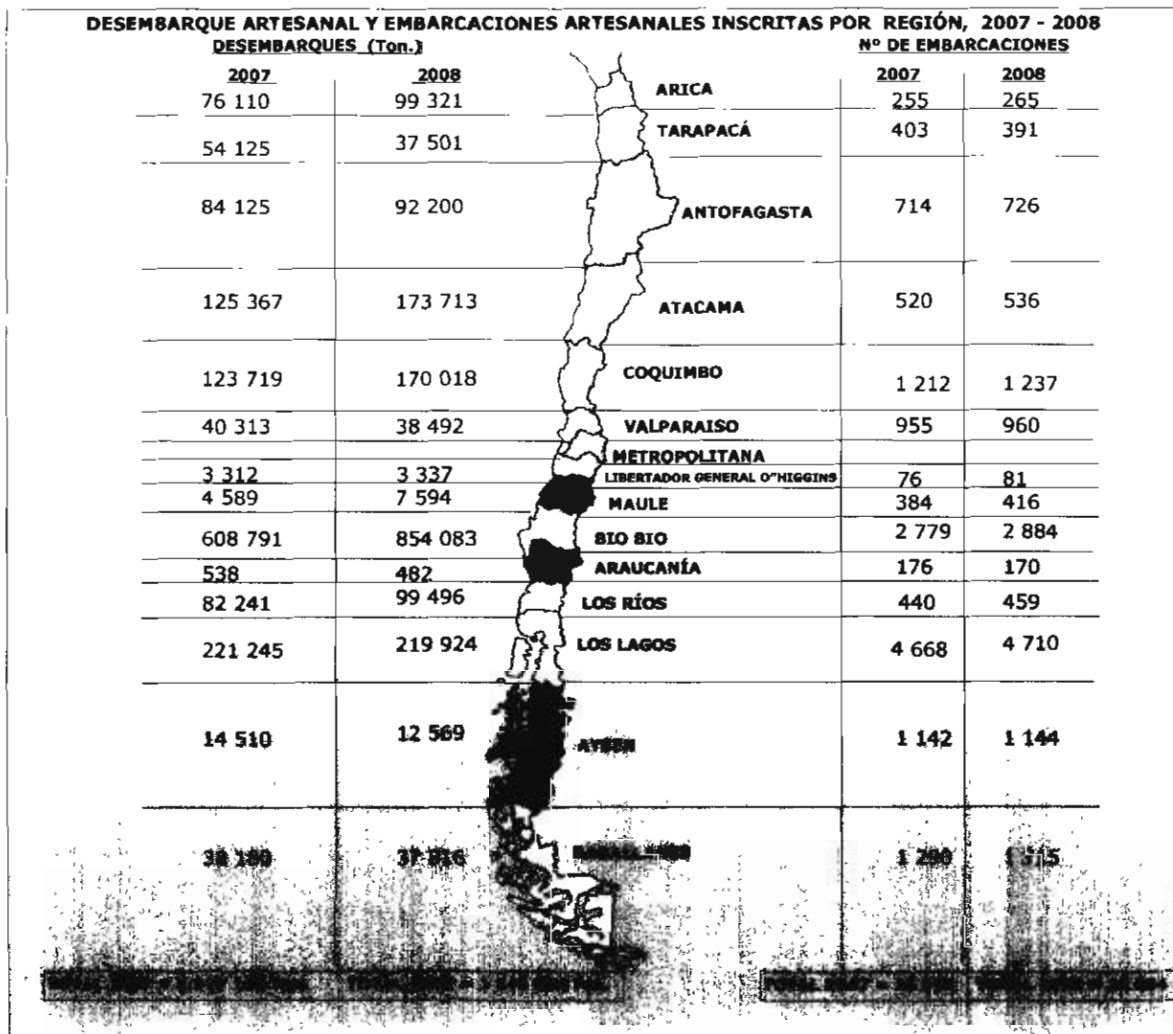 DESEMBARQUE ARTESANAL Y EMBARCACIONES ARTESANALES INSCRITAS POR REGIÓN, 2007 - 2008
DESEMBARQUES (Ton.) Nº DE EMBARCACIONES
2007 2008 2007 2008
76 110 99 321 ARICA 255 265
54 125 37 501 TARAPACÁ 403 391
84 125 92 200 ANTOFAGASTA 714 726
125 367 173 713 ATACAMA 520 536
123 719 170 018 COQUIMBO 1 212 1 237
40 313 38 492 VALPARAISO 955 960
METROPOLITANA
3 312 3 337 LIBERTADOR GENERAL O"HIGGINS 76 81
4 589 7 594 MAULE 384 416
608 791 854 083 BIO BIO 2 779 2 884
538 482 ARAUCANÍA 176 170
82 241 99 496 LOS RÍOS 440 459
221 245 219 924 LOS LAGOS 4 668 4 710
14 510 12 569 AYSEN 1 142 1 144